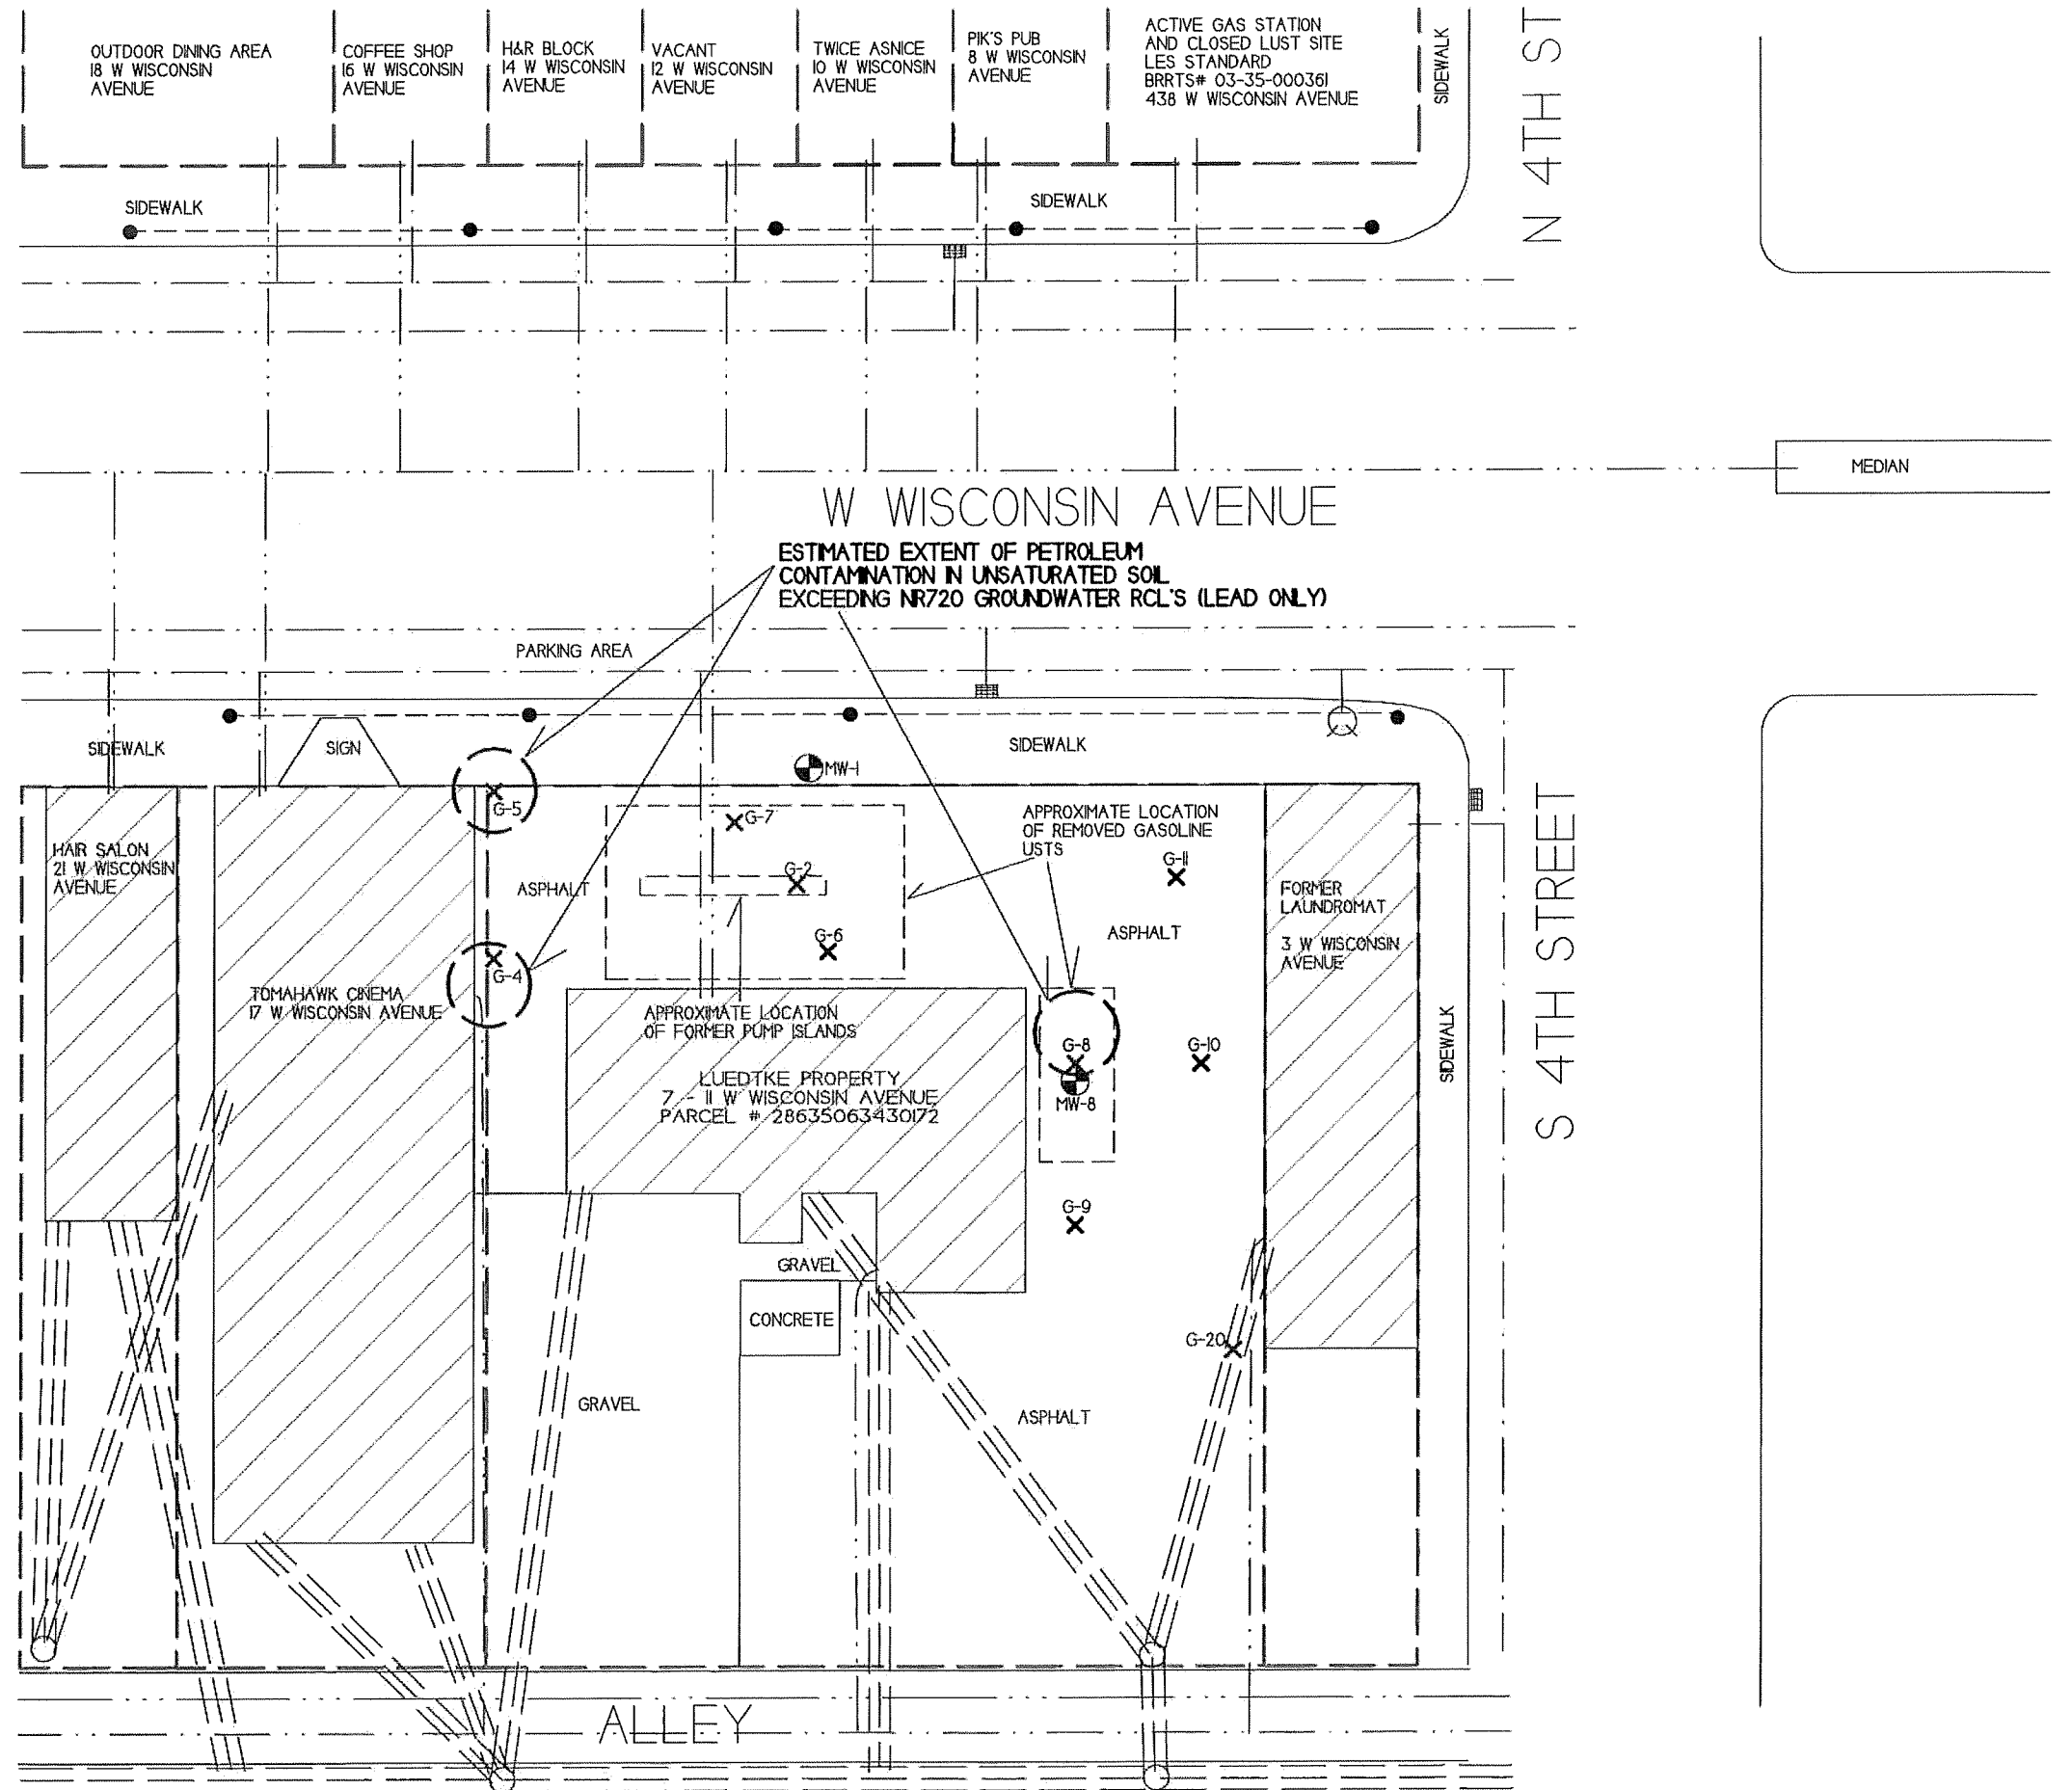 OUTDOOR DINING AREA
18 W WISCONSIN
AVENUE
COFFEE SHOP
16 W WISCONSIN
AVENUE
H&R BLOCK
14 W WISCONSIN
AVENUE
VACANT
12 W WISCONSIN
AVENUE
TWICE ASNICE
10 W WISCONSIN
AVENUE
PIK'S PUB
8 W WISCONSIN
AVENUE
ACTIVE GAS STATION
AND CLOSED LUST SITE
LES STANDARD
BRRTS# 03-35-000361
438 W WISCONSIN AVENUE
SIDEWALK
N 4TH ST
SIDEWALK
SIDEWALK
MEDIAN
W WISCONSIN AVENUE
ESTIMATED EXTENT OF PETROLEUM
CONTAMINATION IN UNSATURATED SOIL
EXCEEDING NR720 GROUNDWATER RCL'S (LEAD ONLY)
PARKING AREA
SIDEWALK
SIGN
SIDEWALK
MW-1
G-5
G-7
APPROXIMATE LOCATION
OF REMOVED GASOLINE
USTS
HAIR SALON
21 W WISCONSIN
AVENUE
ASPHALT
G-2
G-11
FORMER
LAUNDROMAT
3 W WISCONSIN
AVENUE
S 4TH STREET
G-6
ASPHALT
G-4
TOMAHAWK CINEMA
17 W WISCONSIN AVENUE
APPROXIMATE LOCATION
OF FORMER PUMP ISLANDS
G-8
G-10
SIDEWALK
LUEDTKE PROPERTY
7 - 11 W WISCONSIN AVENUE
PARCEL # 28635063430172
MW-8
G-9
GRAVEL
CONCRETE
G-20
GRAVEL
ASPHALT
ALLEY